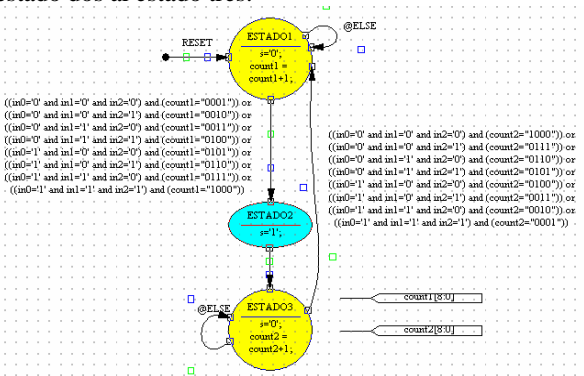 estado dos al estado tres.
@ELSE
RESET
ESTADO1
s='0';
count1 =
count1+1;
((in0='0' and in1='0' and in2='0') and (count1="0001")) or
((in0='0' and in1='0' and in2='1') and (count1="0010")) or
((in0='0' and in1='1' and in2='0') and (count1="0011")) or
((in0='0' and in1='1' and in2='1') and (count1="0100")) or
((in0='1' and in1='0' and in2='0') and (count1="0101")) or
((in0='1' and in1='0' and in2='1') and (count1="0110")) or
((in0='1' and in1='1' and in2='0') and (count1="0111")) or
((in0='1' and in1='1' and in2='1') and (count1="1000"))
((in0='0' and in1='0' and in2='0') and (count2="1000")) or
((in0='0' and in1='0' and in2='1') and (count2="0111")) or
((in0='0' and in1='1' and in2='0') and (count2="0110")) or
((in0='0' and in1='1' and in2='1') and (count2="0101")) or
((in0='1' and in1='0' and in2='0') and (count2="0100")) or
((in0='1' and in1='0' and in2='1') and (count2="0011")) or
((in0='1' and in1='1' and in2='0') and (count2="0010")) or
((in0='1' and in1='1' and in2='1') and (count2="0001"))
ESTADO2
s='1';
@ELSE
ESTADO3
s='0';
count2 =
count2+1;
count1[8:0]
count2[8:0]